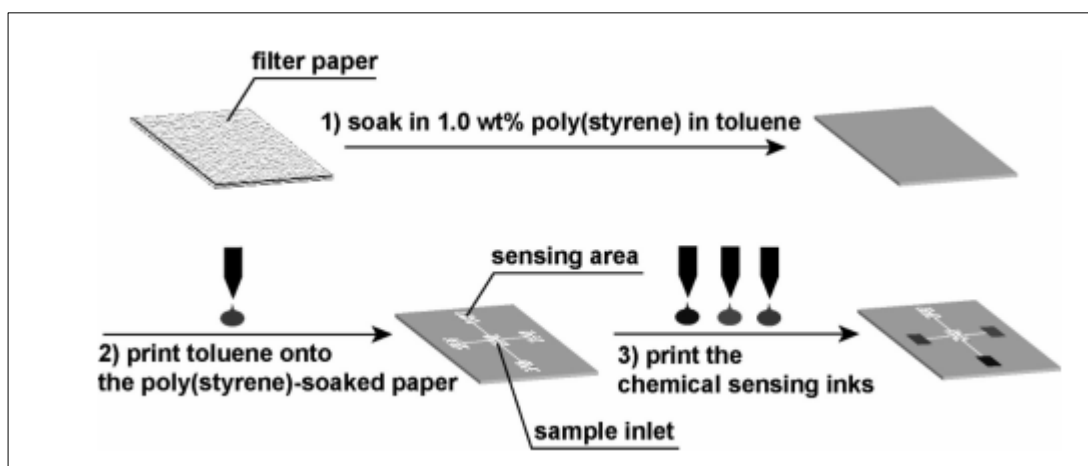 filter paper
1) soak in 1.0 wt% poly(styrene) in toluene
sensing area
2) print toluene onto
the poly(styrene)-soaked paper
3) print the
chemical sensing inks
sample inlet